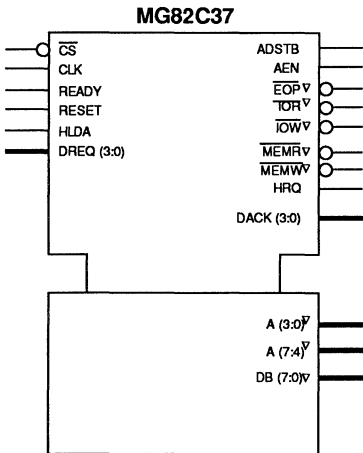 MG82C37
CS
CLK
READY
RESET
HLDA
DREQ (3:0)
ADSTB
AEN
EOP
IOR
IOW
MEMR
MEMW
HRQ
DACK (3:0)
A (3:0)
A (7:4)
DB (7:0)